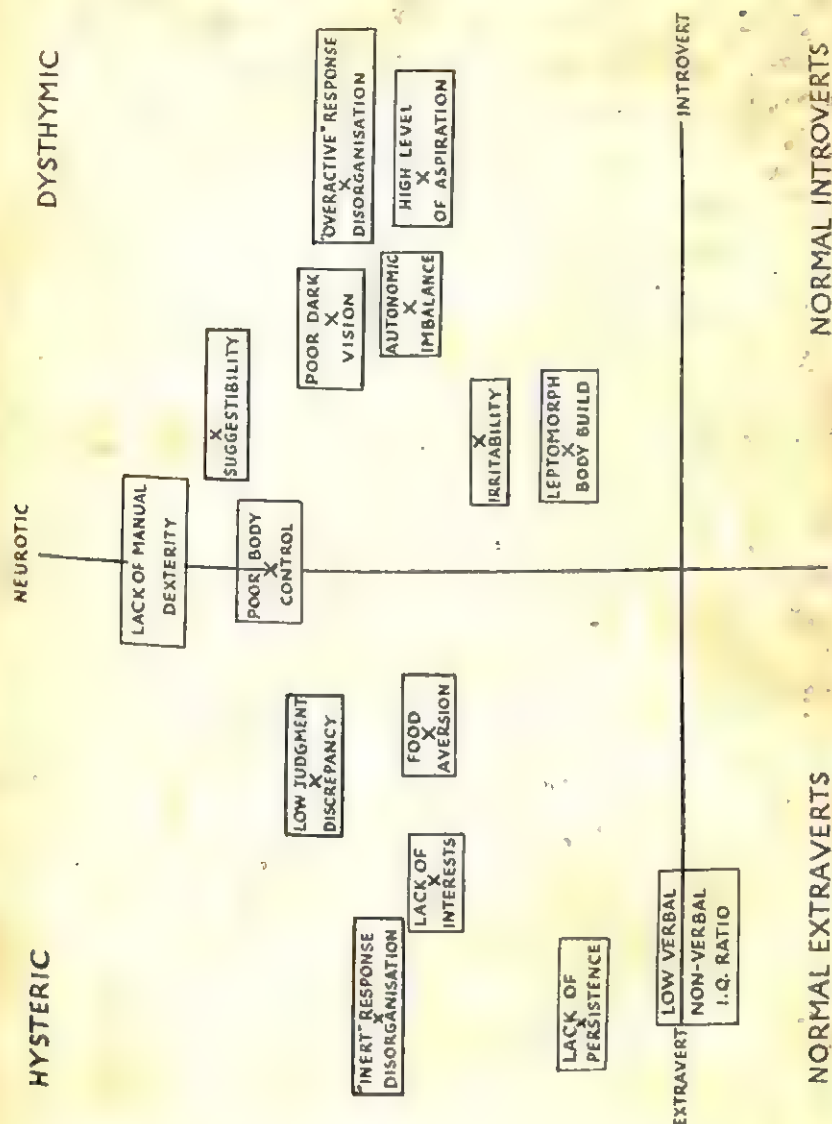 NEUROTIC
HYSTERIC
DYSTHYMIC
LACK OF MANUAL
DEXTERITY
SUGGESTIBILITY
POOR BODY
CONTROL
LOW JUDGMENT
DISCREPANCY
POOR DARK
VISION
"OVERACTIVE" RESPONSE
DISORGANISATION
"INERT" RESPONSE
DISORGANISATION
LACK OF
INTERESTS
FOOD
AVERSION
AUTONOMIC
IMBALANCE
HIGH LEVEL
OF ASPIRATION
IRRITABILITY
LEPTOMORPH
BODY BUILD
LACK OF
PERSISTENCE
LOW VERBAL
NON-VERBAL
I.Q. RATIO
EXTRAVERT
INTROVERT
NORMAL EXTRAVERTS
NORMAL INTROVERTS